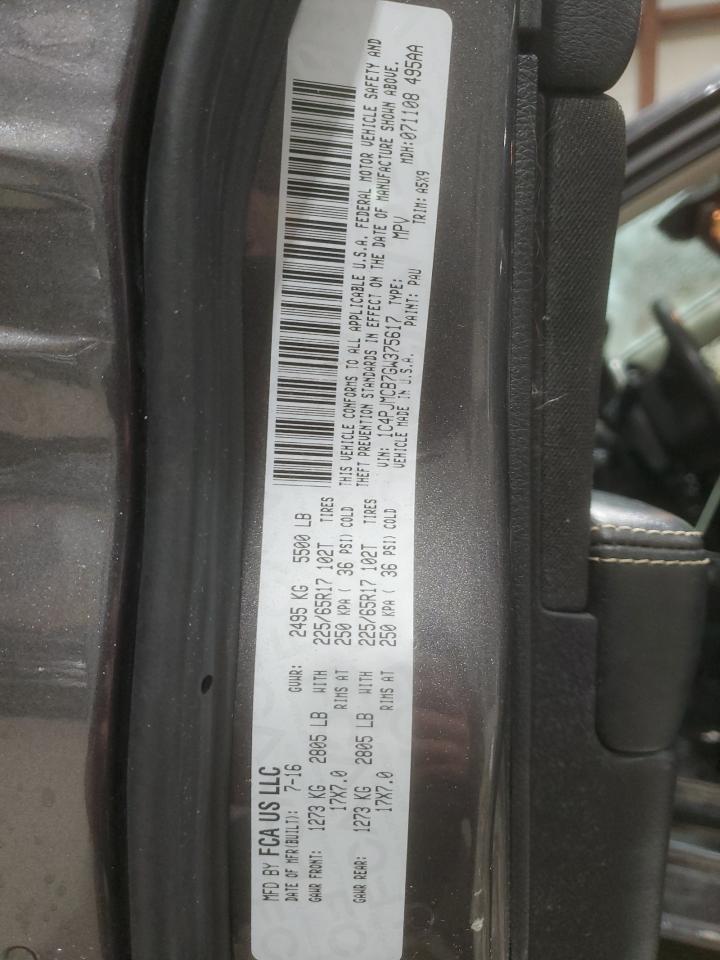 MFD BY FCA US LLC
DATE OF MFR(BUILT): 7-16 GVWR: 2495 KG 5500 LB
GAWR FRONT: 1273 KG 2805 LB WITH 225/65R17 102T TIRES
17X7.0 RIMS AT 250 KPA ( 36 PSI) COLD
GAWR REAR: 1273 KG 2805 LB WITH 225/65R17 102T TIRES
17X7.0 RIMS AT 250 KPA ( 36 PSI) COLD
THIS VEHICLE CONFORMS TO ALL APPLICABLE U.S.A. FEDERAL MOTOR VEHICLE SAFETY AND
THEFT PREVENTION STANDARDS IN EFFECT ON THE DATE OF MANUFACTURE SHOWN ABOVE.
VIN: 1C4PJMCB7GW375617 TYPE: MPV MDH:071108 495AA
VEHICLE MADE IN U.S.A. PAINT: PAU TRIM: A5X9